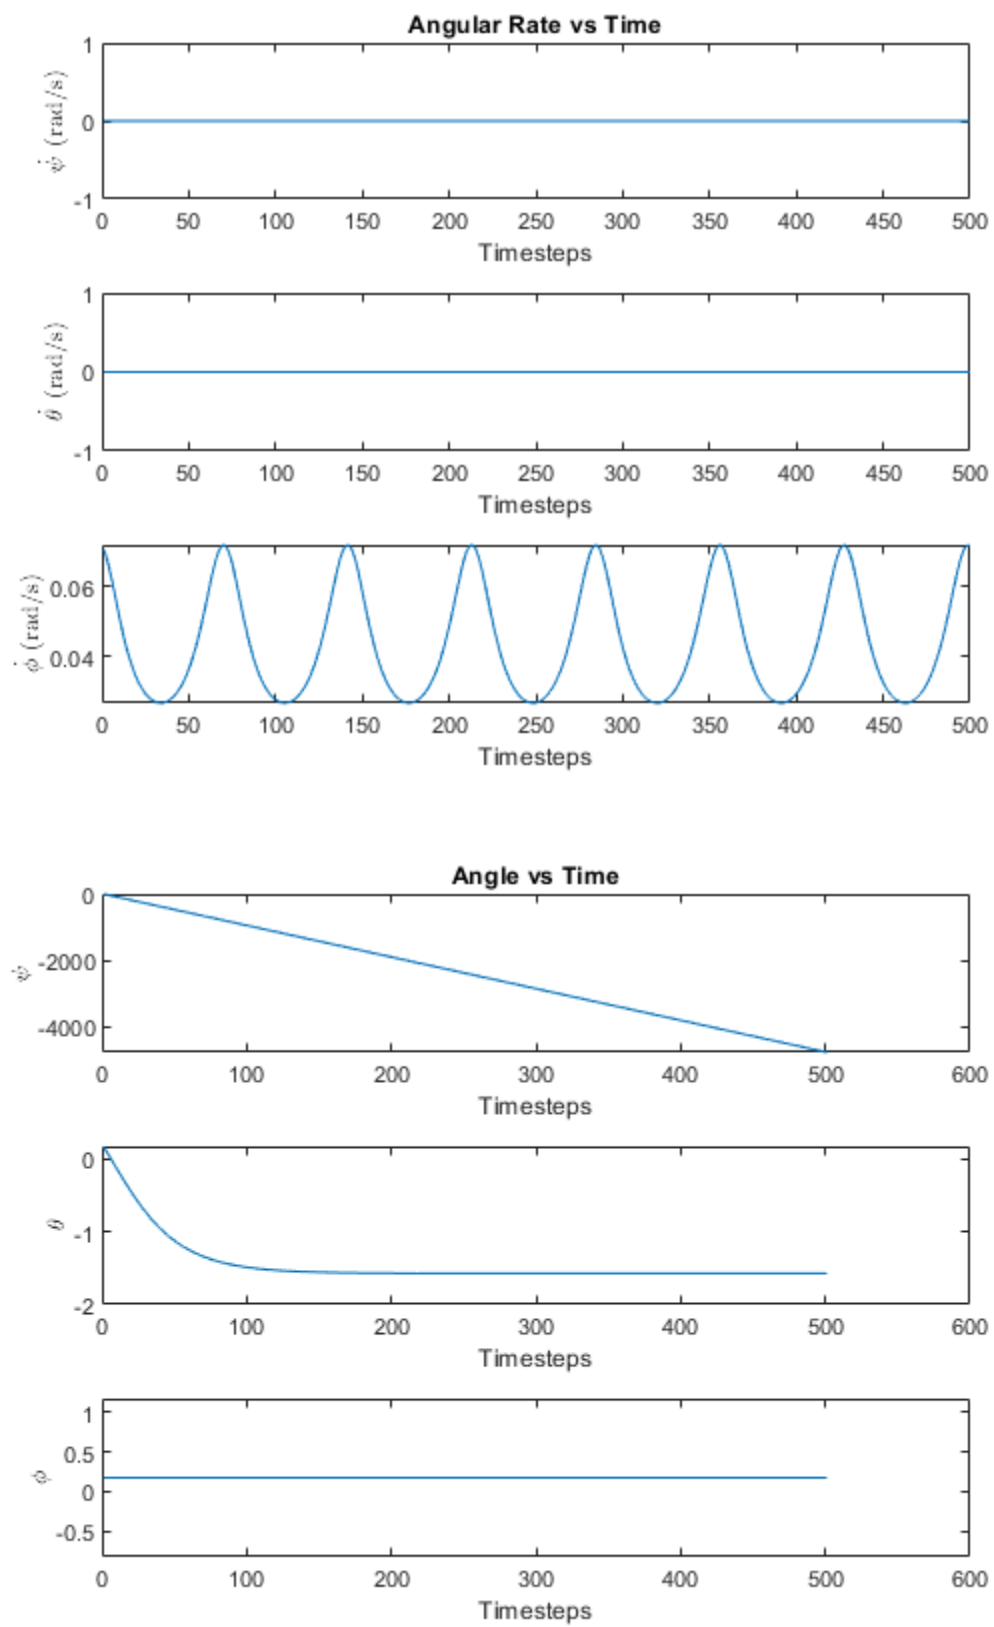 Angular Rate vs Time
1
0
-1
ψ̇ (rad/s)
0 50 100 150 200 250 300 350 400 450 500
Timesteps
1
0
-1
θ̇ (rad/s)
0 50 100 150 200 250 300 350 400 450 500
Timesteps
0.06
0.04
ϕ̇ (rad/s)
0 50 100 150 200 250 300 350 400 450 500
Timesteps
Angle vs Time
0
-2000
-4000
ψ
0 100 200 300 400 500 600
Timesteps
0
-1
-2
θ
0 100 200 300 400 500 600
Timesteps
1
0.5
0
-0.5
ϕ
0 100 200 300 400 500 600
Timesteps